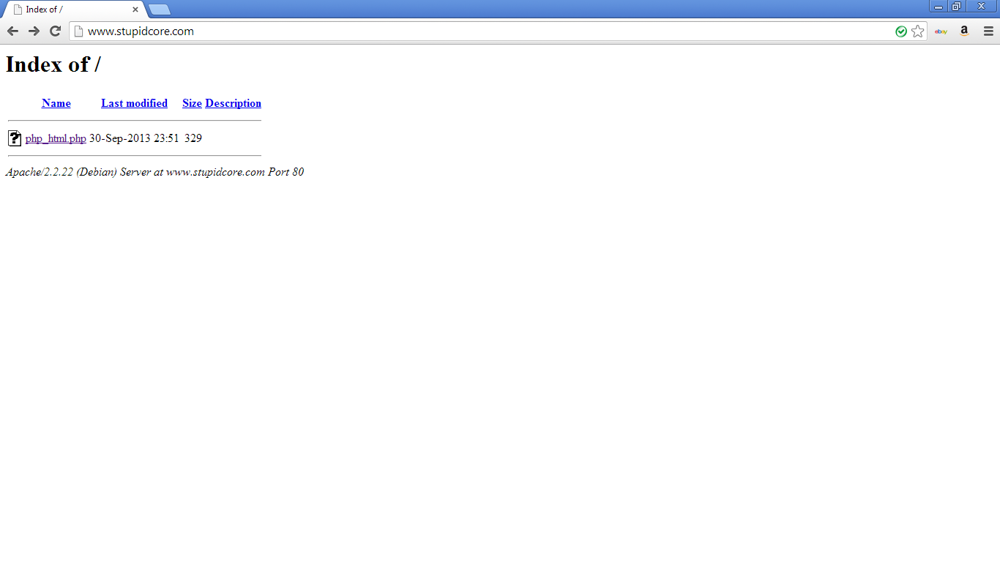 Index of /
www.stupidcore.com
ebay
a
Index of /
Name Last modified Size Description
? php_html.php 30-Sep-2013 23:51 329
Apache/2.2.22 (Debian) Server at www.stupidcore.com Port 80